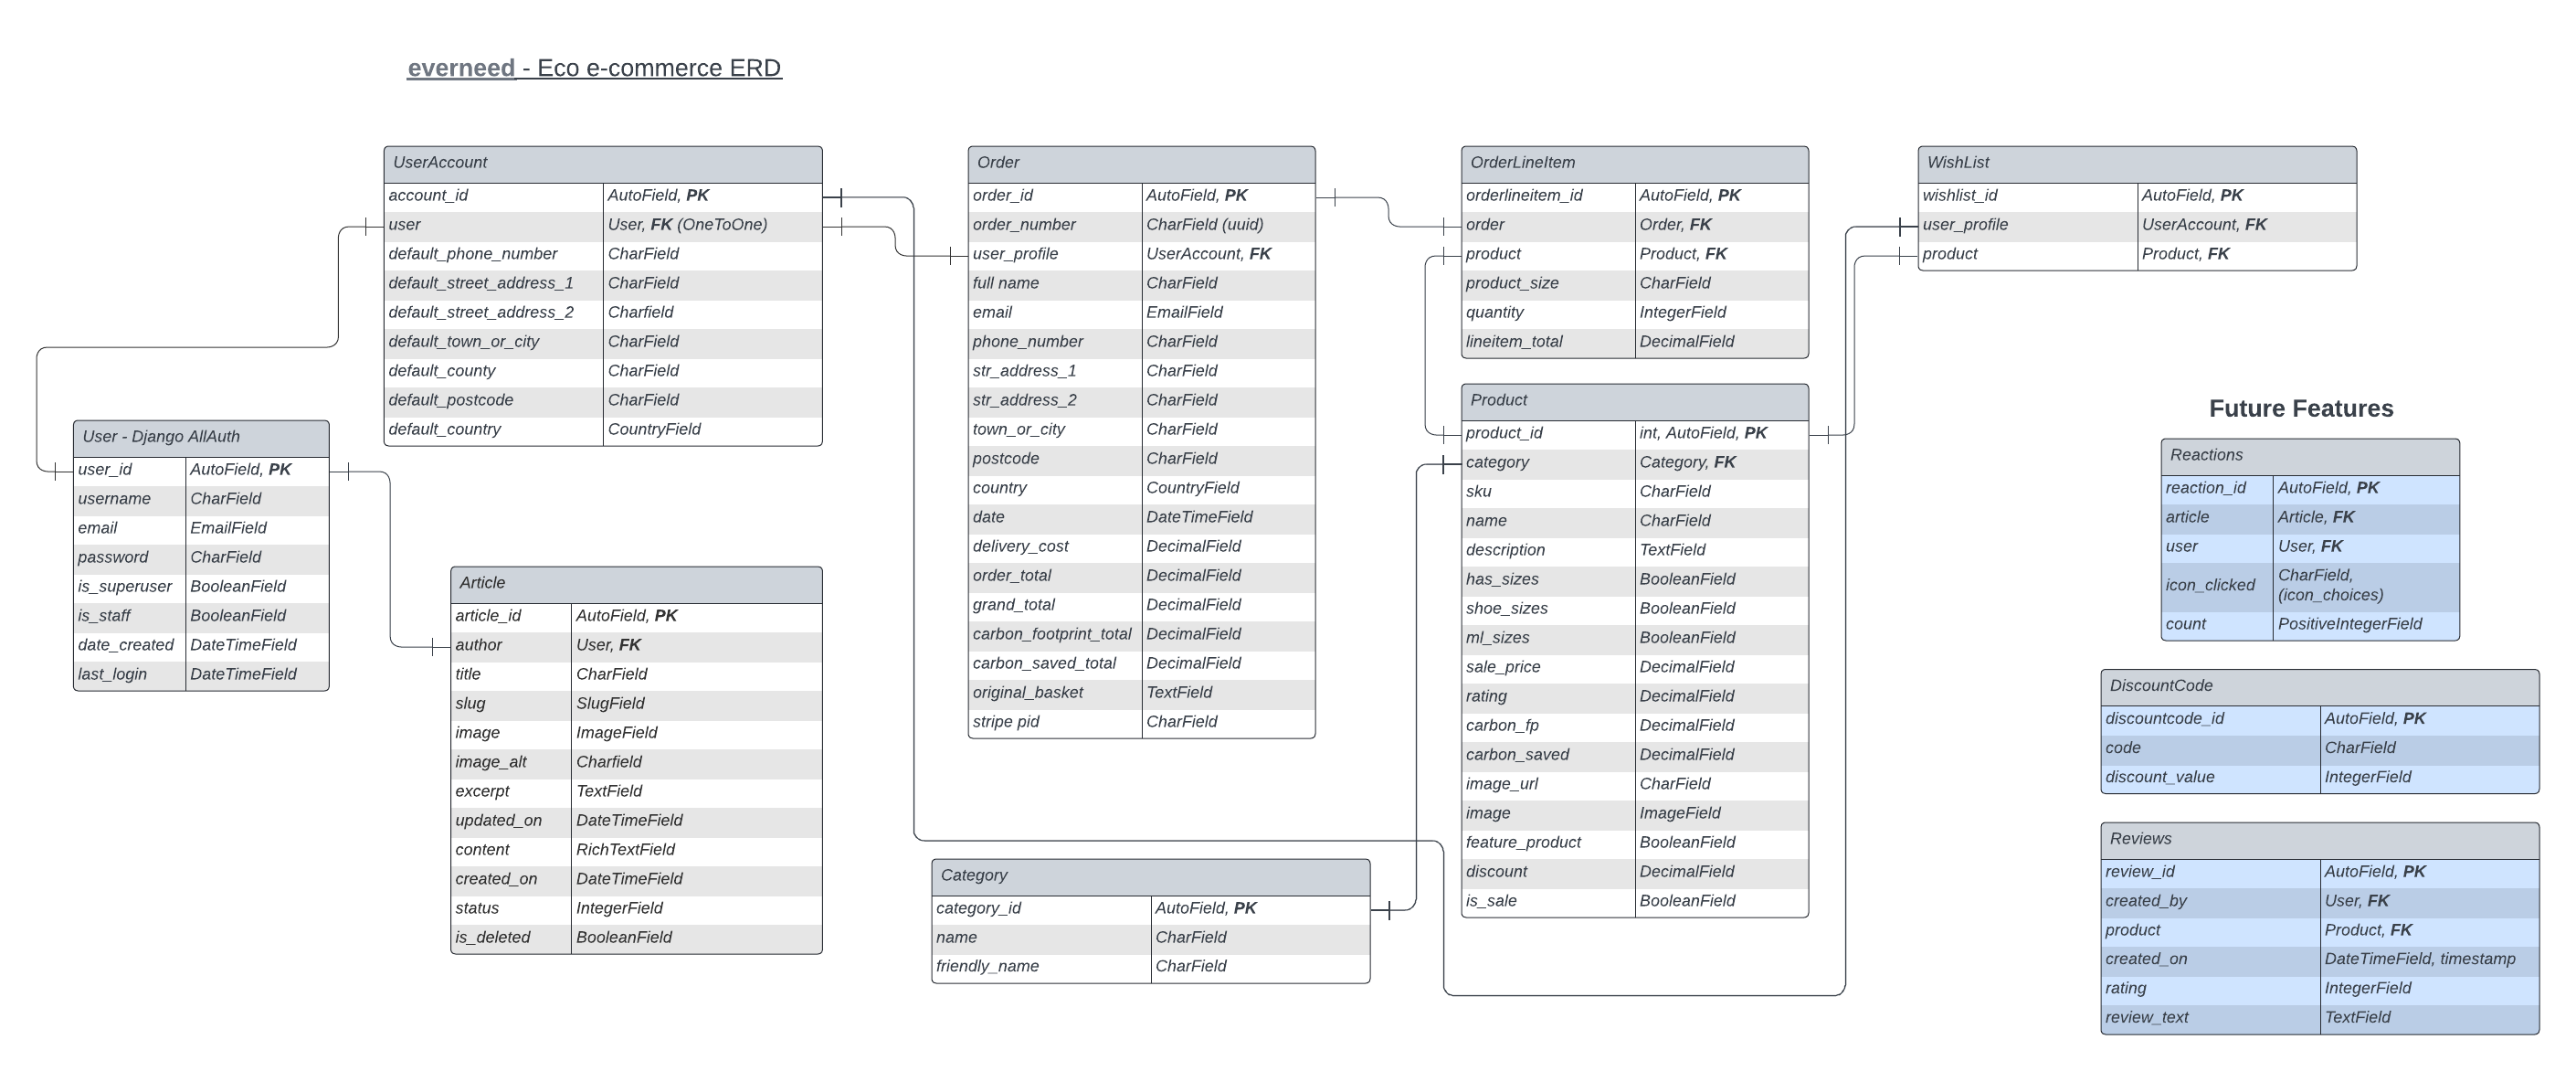 everneed - Eco e-commerce ERD
UserAccount
account_id AutoField, PK
user User, FK (OneToOne)
default_phone_number CharField
default_street_address_1 CharField
default_street_address_2 Charfield
default_town_or_city CharField
default_county CharField
default_postcode CharField
default_country CountryField
User - Django AllAuth
user_id AutoField, PK
username CharField
email EmailField
password CharField
is_superuser BooleanField
is_staff BooleanField
date_created DateTimeField
last_login DateTimeField
Article
article_id AutoField, PK
author User, FK
title CharField
slug SlugField
image ImageField
image_alt Charfield
excerpt TextField
updated_on DateTimeField
content RichTextField
created_on DateTimeField
status IntegerField
is_deleted BooleanField
Order
order_id AutoField, PK
order_number CharField (uuid)
user_profile UserAccount, FK
full name CharField
email EmailField
phone_number CharField
str_address_1 CharField
str_address_2 CharField
town_or_city CharField
postcode CharField
country CountryField
date DateTimeField
delivery_cost DecimalField
order_total DecimalField
grand_total DecimalField
carbon_footprint_total DecimalField
carbon_saved_total DecimalField
original_basket TextField
stripe pid CharField
Category
category_id AutoField, PK
name CharField
friendly_name CharField
OrderLineItem
orderlineitem_id AutoField, PK
order Order, FK
product Product, FK
product_size CharField
quantity IntegerField
lineitem_total DecimalField
Product
product_id int, AutoField, PK
category Category, FK
sku CharField
name CharField
description TextField
has_sizes BooleanField
shoe_sizes BooleanField
ml_sizes BooleanField
sale_price DecimalField
rating DecimalField
carbon_fp DecimalField
carbon_saved DecimalField
image_url CharField
image ImageField
feature_product BooleanField
discount DecimalField
is_sale BooleanField
WishList
wishlist_id AutoField, PK
user_profile UserAccount, FK
product Product, FK
Future Features
Reactions
reaction_id AutoField, PK
article Article, FK
user User, FK
icon_clicked CharField,
(icon_choices)
count PositiveIntegerField
DiscountCode
discountcode_id AutoField, PK
code CharField
discount_value IntegerField
Reviews
review_id AutoField, PK
created_by User, FK
product Product, FK
created_on DateTimeField, timestamp
rating IntegerField
review_text TextField